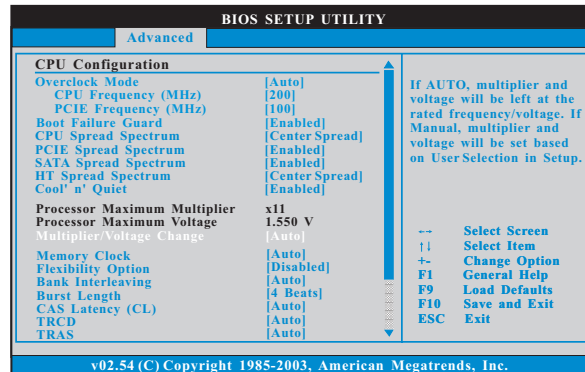 BIOS SETUP UTILITY
Advanced
CPU Configuration
Overclock Mode [Auto]
CPU Frequency (MHz) [200]
PCIE Frequency (MHz) [100]
Boot Failure Guard [Enabled]
CPU Spread Spectrum [Center Spread]
PCIE Spread Spectrum [Enabled]
SATA Spread Spectrum [Enabled]
HT Spread Spectrum [Center Spread]
Cool' n' Quiet [Enabled]
Processor Maximum Multiplier x11
Processor Maximum Voltage 1.550 V
Multiplier/Voltage Change [Auto]
Memory Clock [Auto]
Flexibility Option [Disabled]
Bank Interleaving [Auto]
Burst Length [4 Beats]
CAS Latency (CL) [Auto]
TRCD [Auto]
TRAS [Auto]
If AUTO, multiplier and
voltage will be left at the
rated frequency/voltage. If
Manual, multiplier and
voltage will be set based
on User Selection in Setup.
←→ Select Screen
↑↓ Select Item
+- Change Option
F1 General Help
F9 Load Defaults
F10 Save and Exit
ESC Exit
v02.54 (C) Copyright 1985-2003, American Megatrends, Inc.